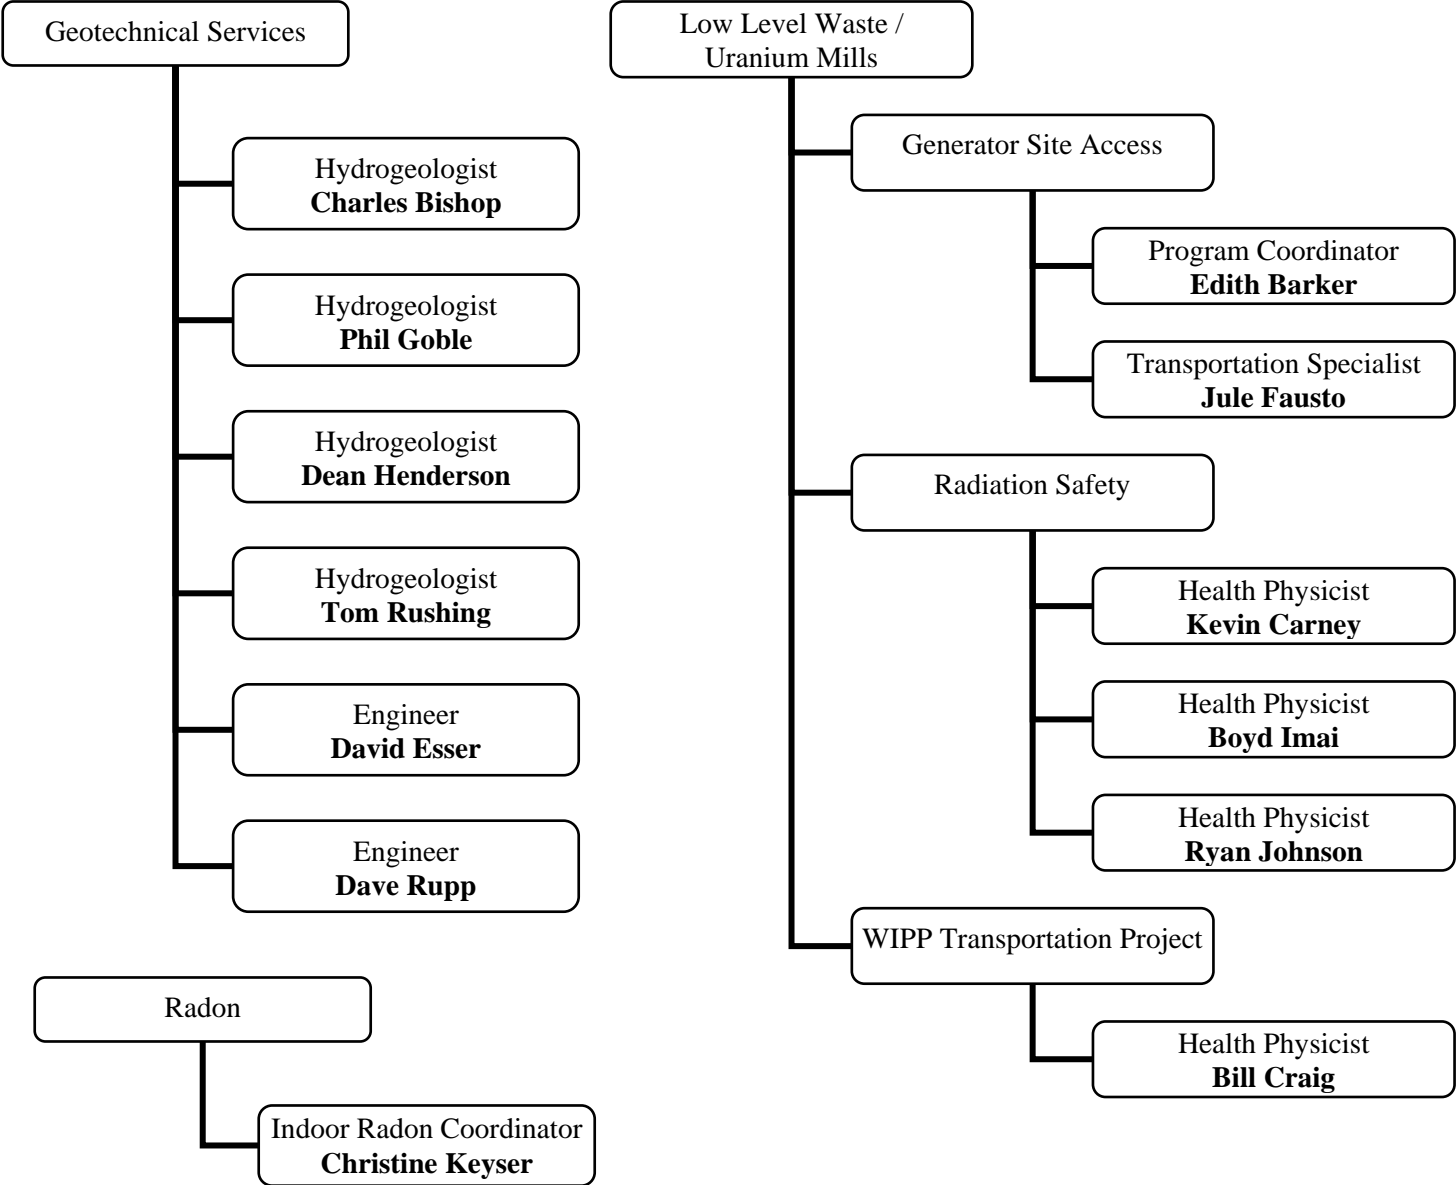 Geotechnical Services
Hydrogeologist
Charles Bishop
Hydrogeologist
Phil Goble
Hydrogeologist
Dean Henderson
Hydrogeologist
Tom Rushing
Engineer
David Esser
Engineer
Dave Rupp
Radon
Indoor Radon Coordinator
Christine Keyser
Low Level Waste /
Uranium Mills
Generator Site Access
Program Coordinator
Edith Barker
Transportation Specialist
Jule Fausto
Radiation Safety
Health Physicist
Kevin Carney
Health Physicist
Boyd Imai
Health Physicist
Ryan Johnson
WIPP Transportation Project
Health Physicist
Bill Craig